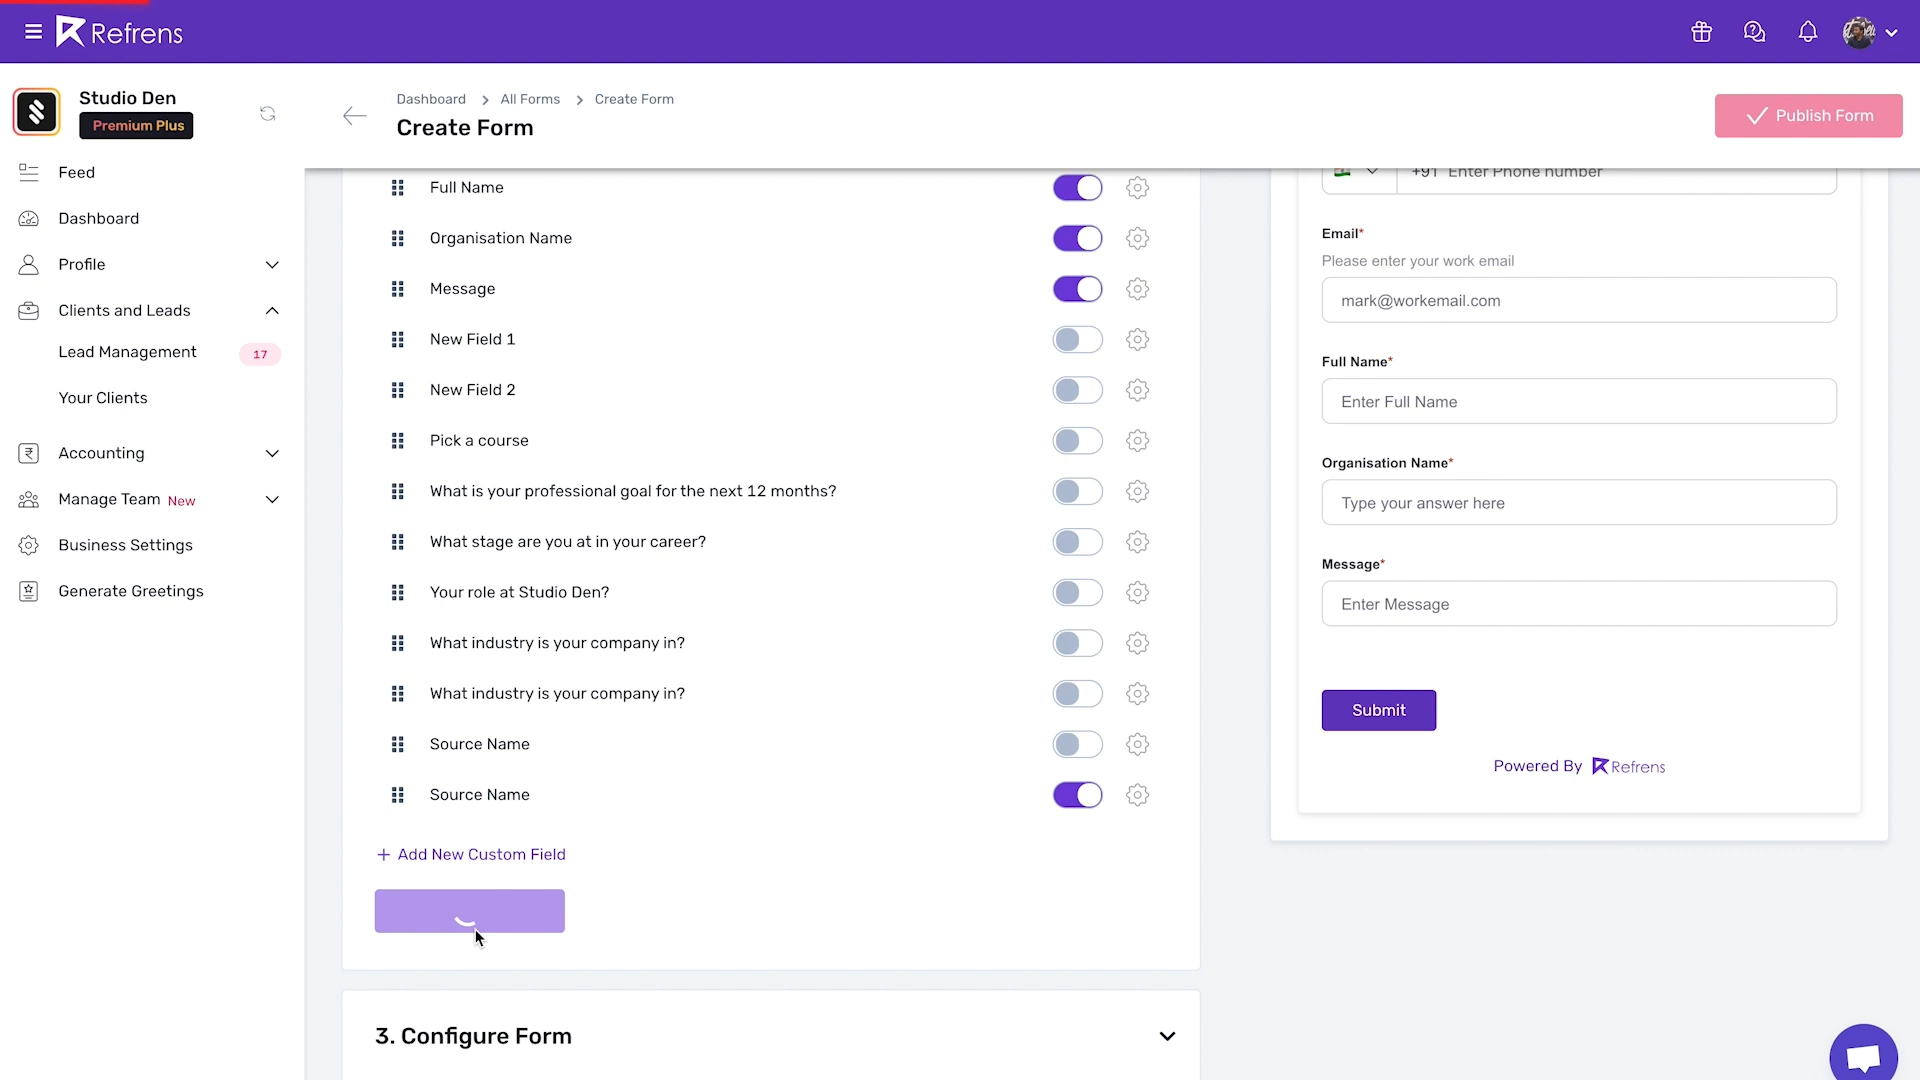 Refrens
Studio Den
Premium Plus
Feed
Dashboard
Profile
Clients and Leads
Lead Management 17
Your Clients
Accounting
Manage Team New
Business Settings
Generate Greetings
Dashboard > All Forms > Create Form
Create Form
Publish Form
Full Name
Organisation Name
Message
New Field 1
New Field 2
Pick a course
What is your professional goal for the next 12 months?
What stage are you at in your career?
Your role at Studio Den?
What industry is your company in?
What industry is your company in?
Source Name
Source Name
+ Add New Custom Field
3. Configure Form
+91 Enter Phone number
Email*
Please enter your work email
mark@workemail.com
Full Name*
Enter Full Name
Organisation Name*
Type your answer here
Message*
Enter Message
Submit
Powered By Refrens